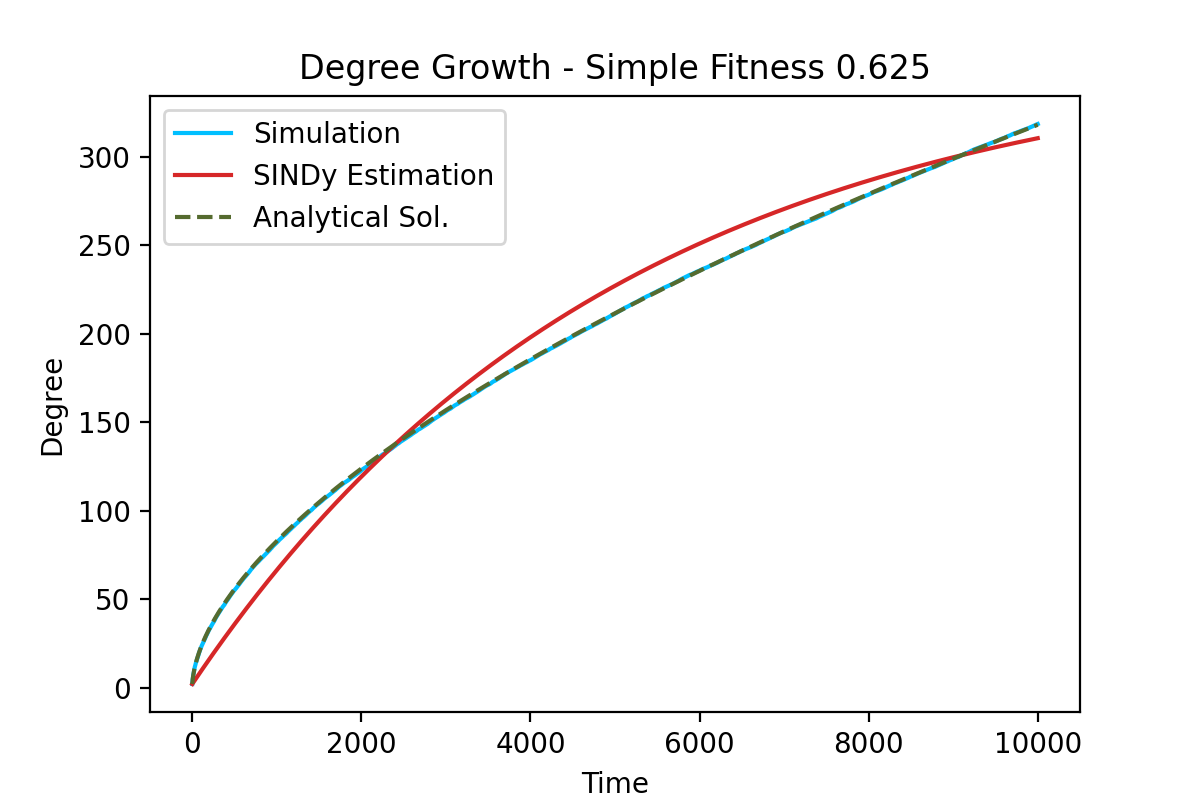 Degree Growth - Simple Fitness 0.625
Simulation
SINDy Estimation
Analytical Sol.
300
250
200
150
100
50
0
Degree
0 2000 4000 6000 8000 10000
Time